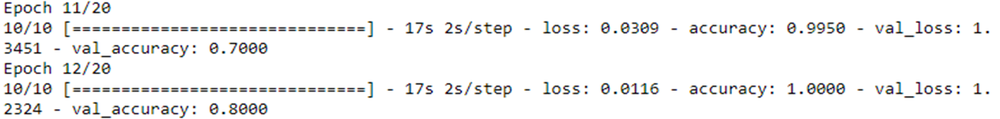 Epoch 11/20
10/10 [==============================] - 17s 2s/step - loss: 0.0309 - accuracy: 0.9950 - val_loss: 1.
3451 - val_accuracy: 0.7000
Epoch 12/20
10/10 [==============================] - 17s 2s/step - loss: 0.0116 - accuracy: 1.0000 - val_loss: 1.
2324 - val_accuracy: 0.8000